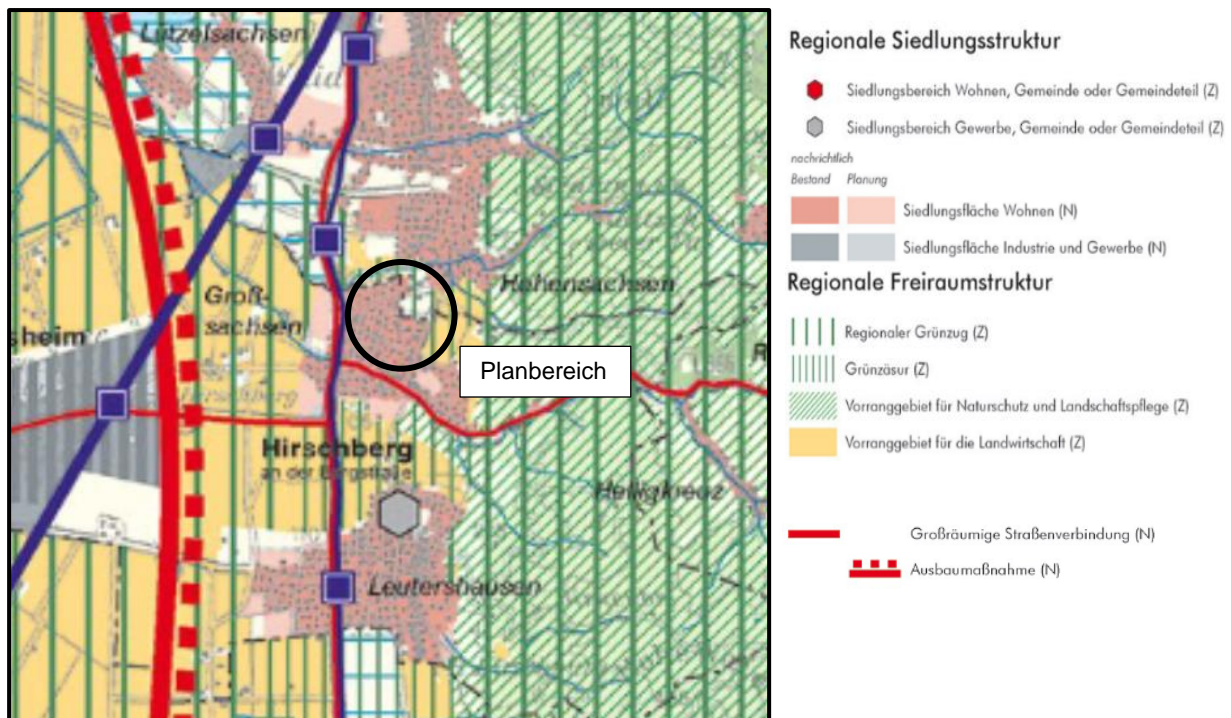 Lützelsachsen
Hohensachsen
Groß-
sachsen
sheim
Planbereich
Hirschberg
an der Bergstraße
Heiligkreuz
Leutershausen
Regionale Siedlungsstruktur
Siedlungsbereich Wohnen, Gemeinde oder Gemeindeteil (Z)
Siedlungsbereich Gewerbe, Gemeinde oder Gemeindeteil (Z)
nachrichtlich
Bestand Planung
Siedlungsfläche Wohnen (N)
Siedlungsfläche Industrie und Gewerbe (N)
Regionale Freiraumstruktur
Regionaler Grünzug (Z)
Grünzäsur (Z)
Vorranggebiet für Naturschutz und Landschaftspflege (Z)
Vorranggebiet für die Landwirtschaft (Z)
Großräumige Straßenverbindung (N)
Ausbaumaßnahme (N)